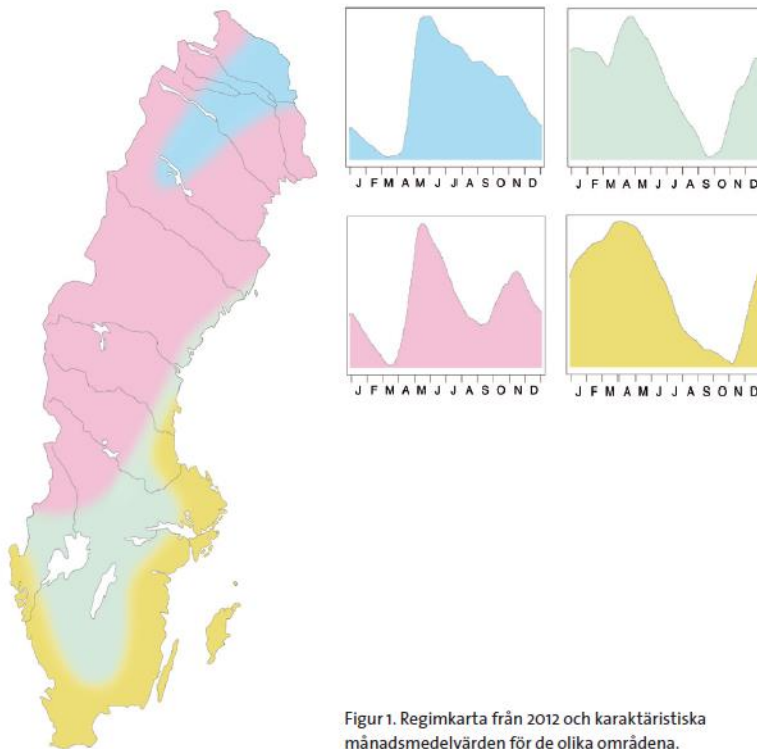 J F M A M J J A S O N D
J F M A M J J A S O N D
J F M A M J J A S O N D
J F M A M J J A S O N D
Figur 1. Regimkarta från 2012 och karaktäristiska
månadsmedelvärden för de olika områdena.